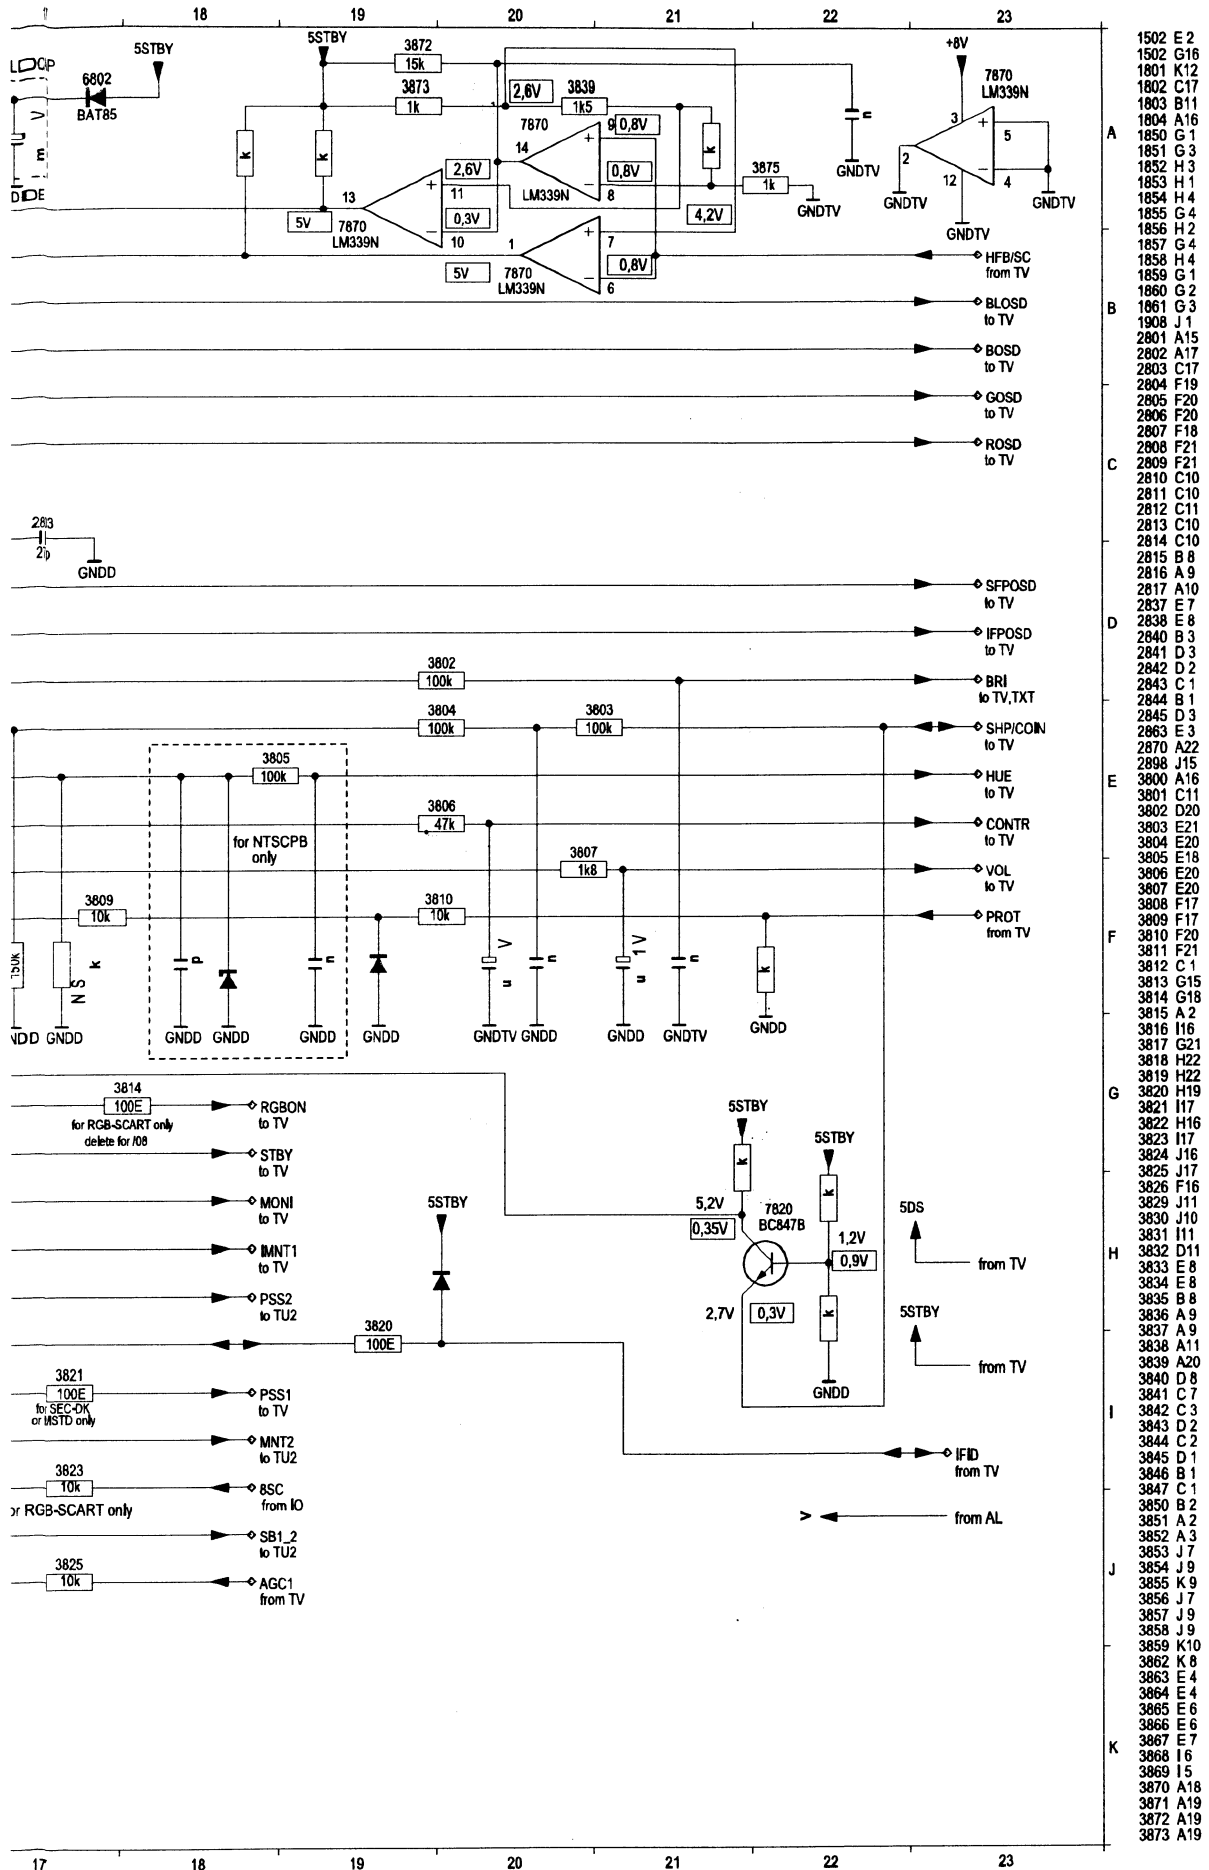 18 19 20 21 22 23
5STBY
6802
BAT85
5STBY
3872
15k
3873
1k
2,6V
3839
1k5
7870
14
9
0,8V
0,8V
8
LM339N
2,6V
11
0,3V
10
13
7870
LM339N
5V
5V
1
7
0,8V
6
7870
LM339N
k
k
k
4,2V
3875
1k
GNDTV
n
GNDTV
+8V
7870
LM339N
3
5
2
12
4
GNDTV
GNDTV
GNDTV
HFB/SC
from TV
BLOSD
to TV
BOSD
to TV
GOSD
to TV
ROSD
to TV
GNDD
SFPOSD
to TV
IFPOSD
to TV
3802
100k
BRI
to TV,TXT
3804
100k
3803
100k
SHP/COIN
to TV
3805
100k
HUE
to TV
for NTSCPB
only
3806
47k
CONTR
to TV
3807
1k8
VOL
to TV
3809
10k
3810
10k
PROT
from TV
150k
N S
k
p
n
V
u
n
1 V
u
n
k
GNDD
GNDD
GNDD
GNDD
GNDD
GNDTV
GNDD
GNDD
GNDTV
GNDD
3814
100E
for RGB-SCART only
delete for /08
RGBON
to TV
STBY
to TV
MONI
to TV
IMNT1
to TV
PSS2
to TU2
5STBY
3820
100E
5STBY
k
5STBY
k
5,2V
0,35V
7820
BC847B
1,2V
0,9V
2,7V
0,3V
k
GNDD
5DS
from TV
5STBY
from TV
3821
100E
for SEC-DK
or MSTD only
PSS1
to TV
MNT2
to TU2
3823
10k
or RGB-SCART only
8SC
from IO
SB1_2
to TU2
3825
10k
AGC1
from TV
IFID
from TV
from AL
A
B
C
D
E
F
G
H
I
J
K
17 18 19 20 21 22 23
1502 E 2
1502 G16
1801 K12
1802 C17
1803 B11
1804 A16
1850 G 1
1851 G 3
1852 H 3
1853 H 1
1854 H 4
1855 G 4
1856 H 2
1857 G 4
1858 H 4
1859 G 1
1860 G 2
1861 G 3
1908 J 1
2801 A15
2802 A17
2803 C17
2804 F19
2805 F20
2806 F20
2807 F18
2808 F21
2809 F21
2810 C10
2811 C10
2812 C11
2813 C10
2814 C10
2815 B 8
2816 A 9
2817 A10
2837 E 7
2838 E 8
2840 B 3
2841 D 3
2842 D 2
2843 C 1
2844 B 1
2845 D 3
2863 E 3
2870 A22
2898 J15
3800 A16
3801 C11
3802 D20
3803 E21
3804 E20
3805 E18
3806 E20
3807 E20
3808 F17
3809 F17
3810 F20
3811 F21
3812 C 1
3813 G15
3814 G18
3815 A 2
3816 I16
3817 G21
3818 H22
3819 H22
3820 H19
3821 I17
3822 H16
3823 I17
3824 J16
3825 J17
3826 F16
3829 J11
3830 J10
3831 I11
3832 D11
3833 E 8
3834 E 8
3835 B 8
3836 A 9
3837 A 9
3838 A11
3839 A20
3840 D 8
3841 C 7
3842 C 3
3843 D 2
3844 C 2
3845 D 1
3846 B 1
3847 C 1
3850 B 2
3851 A 2
3852 A 3
3853 J 7
3854 J 9
3855 K 9
3856 J 7
3857 J 9
3858 J 9
3859 K10
3862 K 8
3863 E 4
3864 E 4
3865 E 6
3866 E 6
3867 E 7
3868 I 6
3869 I 5
3870 A18
3871 A19
3872 A19
3873 A19